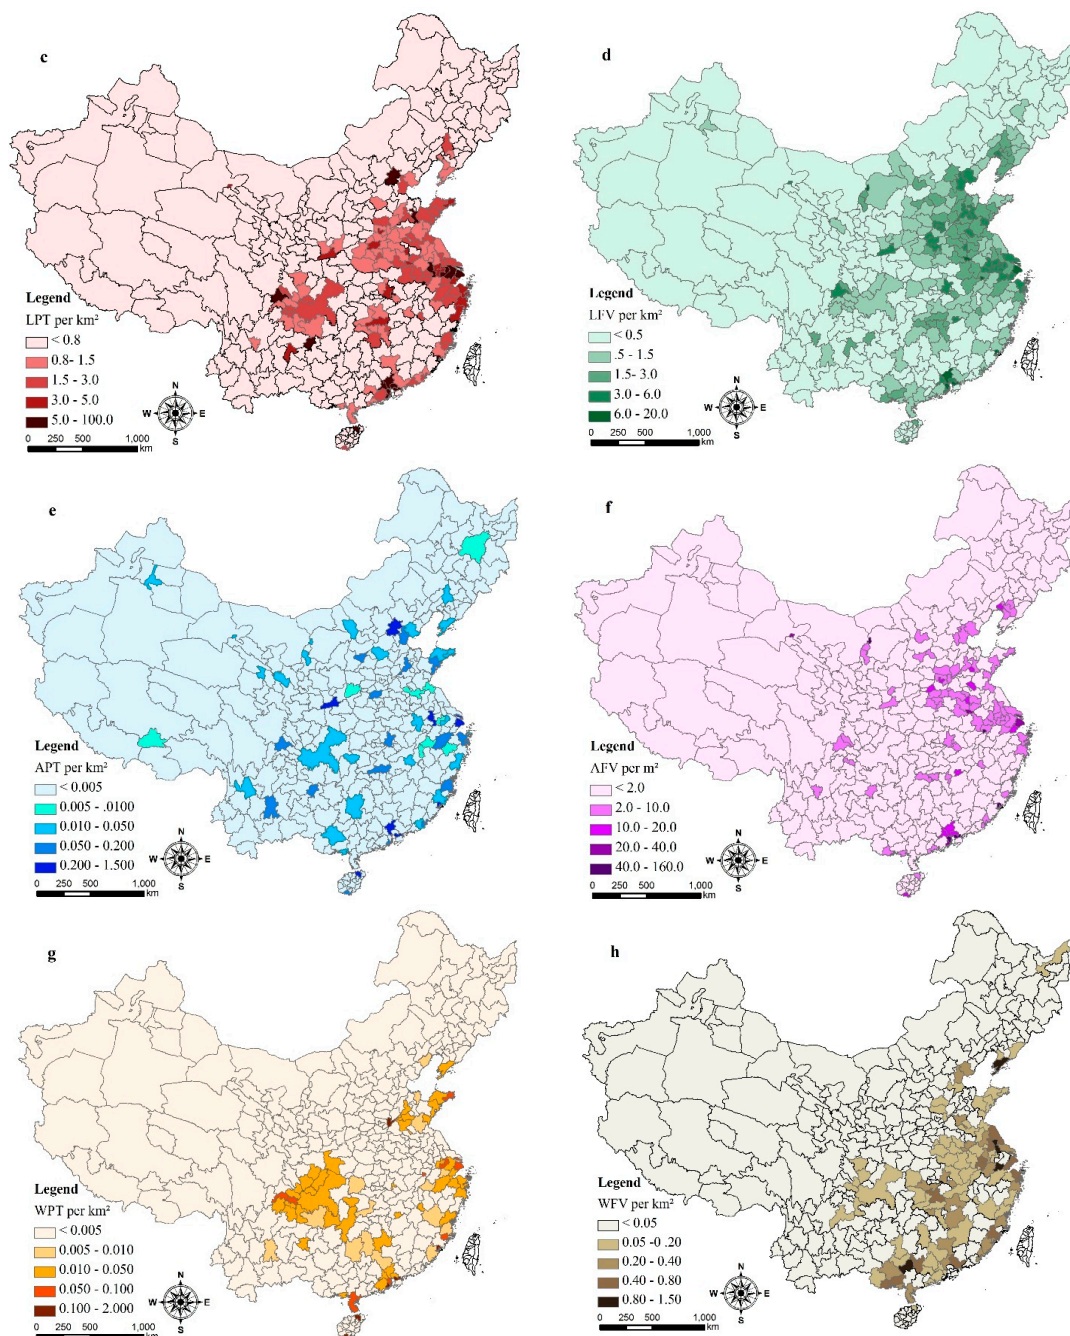 c
Legend
LPT per km²
< 0.8
0.8- 1.5
1.5 - 3.0
3.0 - 5.0
5.0 - 100.0
N
W E
S
0 250 500 1,000
km
d
Legend
LFV per km²
< 0.5
.5 - 1.5
1.5- 3.0
3.0 - 6.0
6.0 - 20.0
N
W E
S
0 250 500 1,000
km
e
Legend
APT per km²
< 0.005
0.005 - .0100
0.010 - 0.050
0.050 - 0.200
0.200 - 1.500
N
W E
S
0 250 500 1,000
km
f
Legend
AFV per m²
< 2.0
2.0 - 10.0
10.0 - 20.0
20.0 - 40.0
40.0 - 160.0
N
W E
S
0 250 500 1,000
km
g
Legend
WPT per km²
< 0.005
0.005 - 0.010
0.010 - 0.050
0.050 - 0.100
0.100 - 2.000
N
W E
S
0 250 500 1,000
km
h
Legend
WFV per km²
< 0.05
0.05 -0 .20
0.20 - 0.40
0.40 - 0.80
0.80 - 1.50
N
W E
S
0 250 500 1,000
km